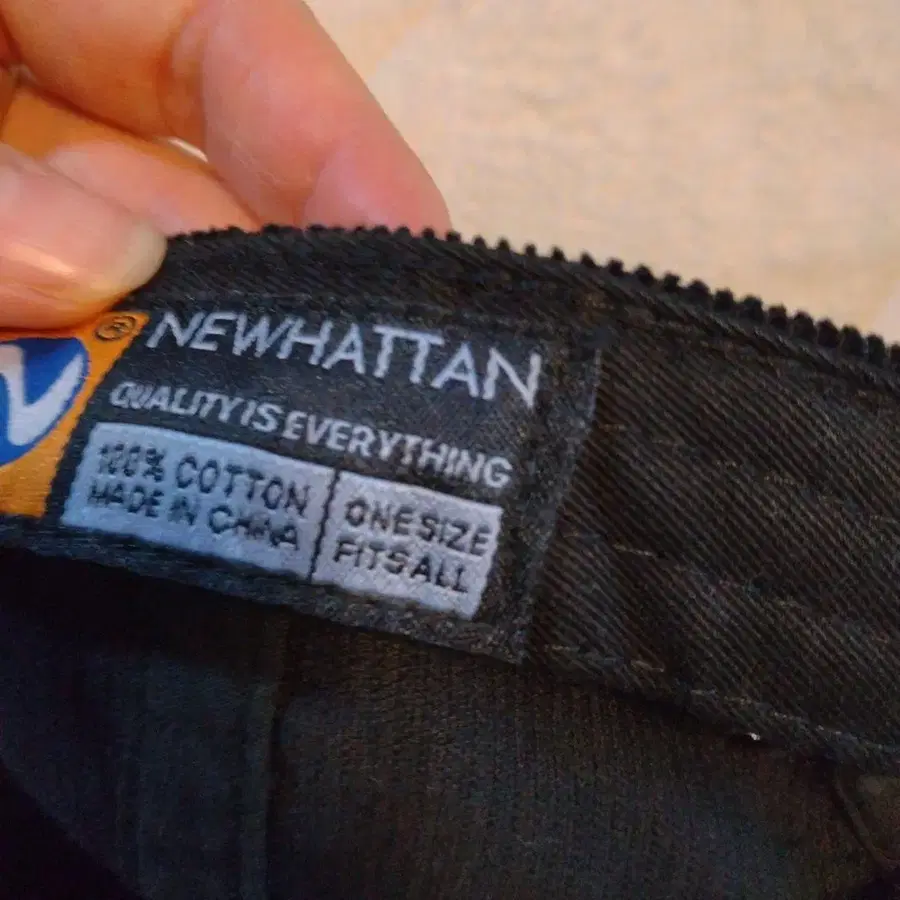 ® NEWHATTAN
QUALITY IS EVERYTHING
100% COTTON
MADE IN CHINA
ONE SIZE
FITS ALL